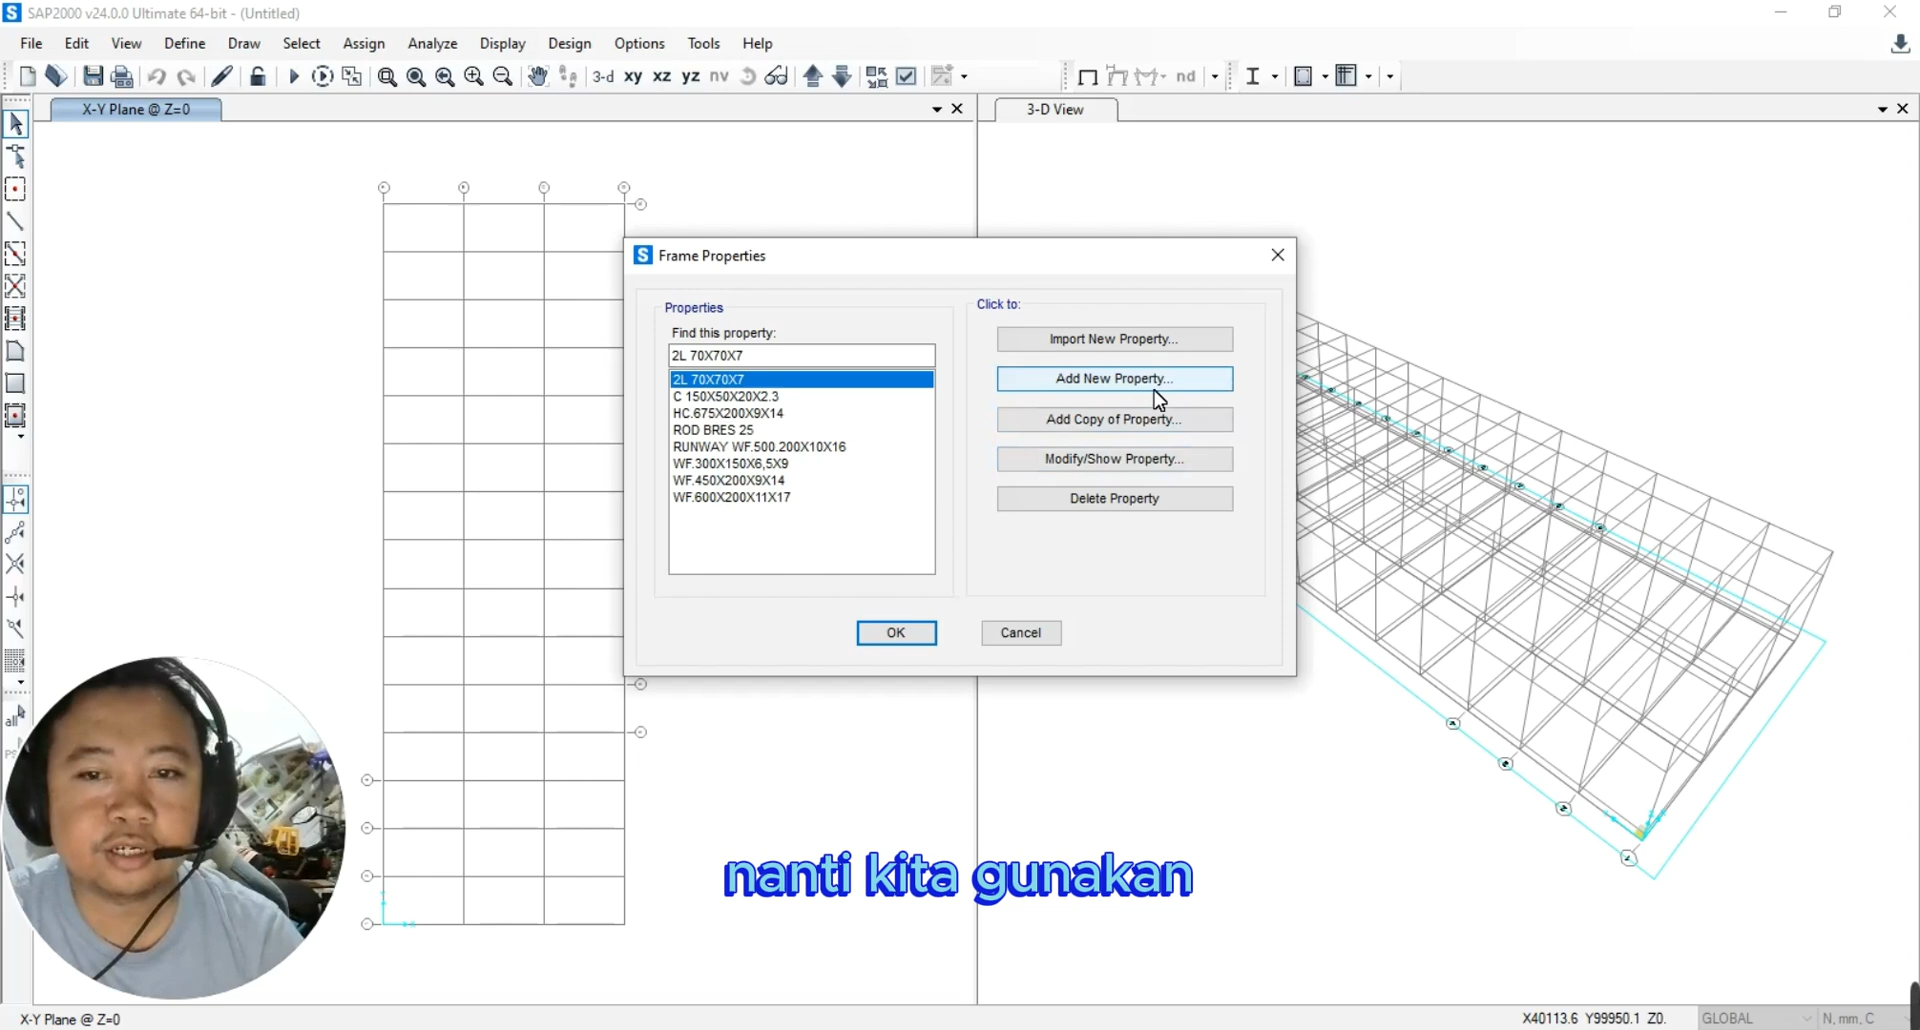 SAP2000 v24.0.0 Ultimate 64-bit - (Untitled)
File Edit View Define Draw Select Assign Analyze Display Design Options Tools Help
3-d xy xz yz nv nd
X-Y Plane @ Z=0
3-D View
Frame Properties
Properties
Find this property:
2L 70X70X7
2L 70X70X7
C 150X50X20X2.3
HC.675X200X9X14
ROD BRES 25
RUNWAY WF.500.200X10X16
WF.300X150X6,5X9
WF.450X200X9X14
WF.600X200X11X17
Click to:
Import New Property...
Add New Property...
Add Copy of Property...
Modify/Show Property...
Delete Property
OK
Cancel
all
nanti kita gunakan
X-Y Plane @ Z=0
X40113.6 Y99950.1 Z0.
GLOBAL
N, mm, C